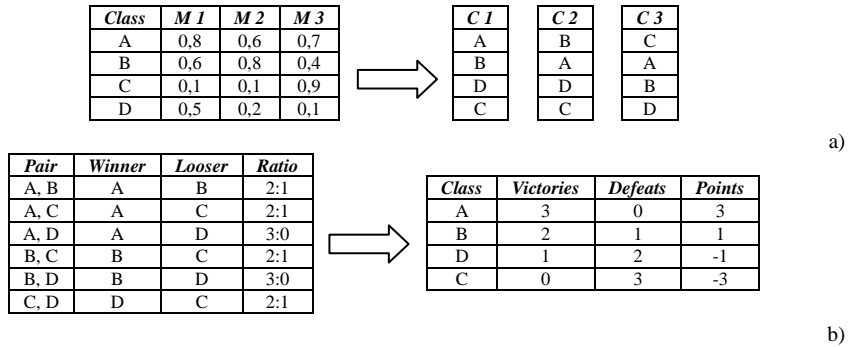 Class M 1 M 2 M 3
A 0,8 0,6 0,7
B 0,6 0,8 0,4
C 0,1 0,1 0,9
D 0,5 0,2 0,1
C 1 C 2 C 3
A B C
B A A
D D B
C C D
a)
Pair Winner Looser Ratio
A, B A B 2:1
A, C A C 2:1
A, D A D 3:0
B, C B C 2:1
B, D B D 3:0
C, D D C 2:1
Class Victories Defeats Points
A 3 0 3
B 2 1 1
D 1 2 -1
C 0 3 -3
b)